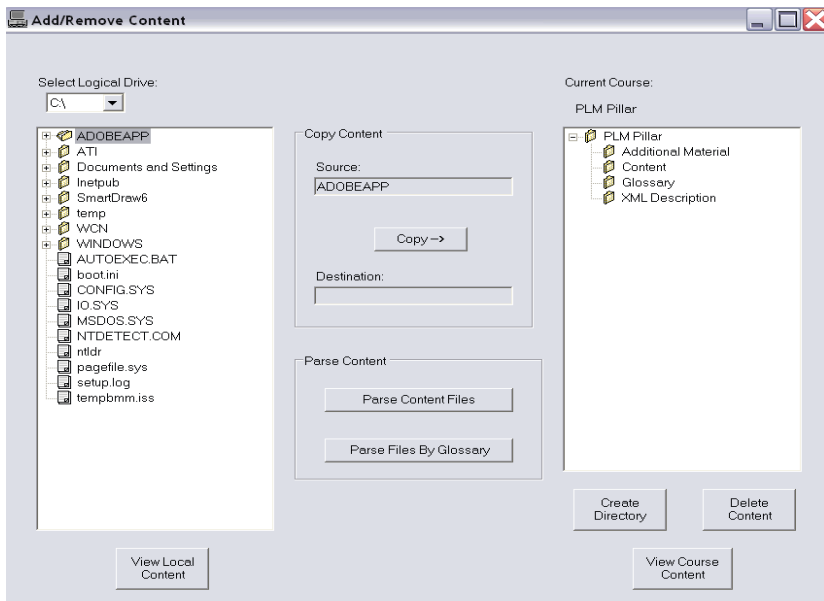 Add/Remove Content
Select Logical Drive:
C:\
ADOBEAPP
ATI
Documents and Settings
Inetpub
SmartDraw6
temp
WCN
WINDOWS
AUTOEXEC.BAT
boot.ini
CONFIG.SYS
IO.SYS
MSDOS.SYS
NTDETECT.COM
ntldr
pagefile.sys
setup.log
tempbmm.iss
View Local
Content
Copy Content
Source:
ADOBEAPP
Copy->
Destination:
Parse Content
Parse Content Files
Parse Files By Glossary
Current Course:
PLM Pillar
PLM Pillar
Additional Material
Content
Glossary
XML Description
Create
Directory
Delete
Content
View Course
Content